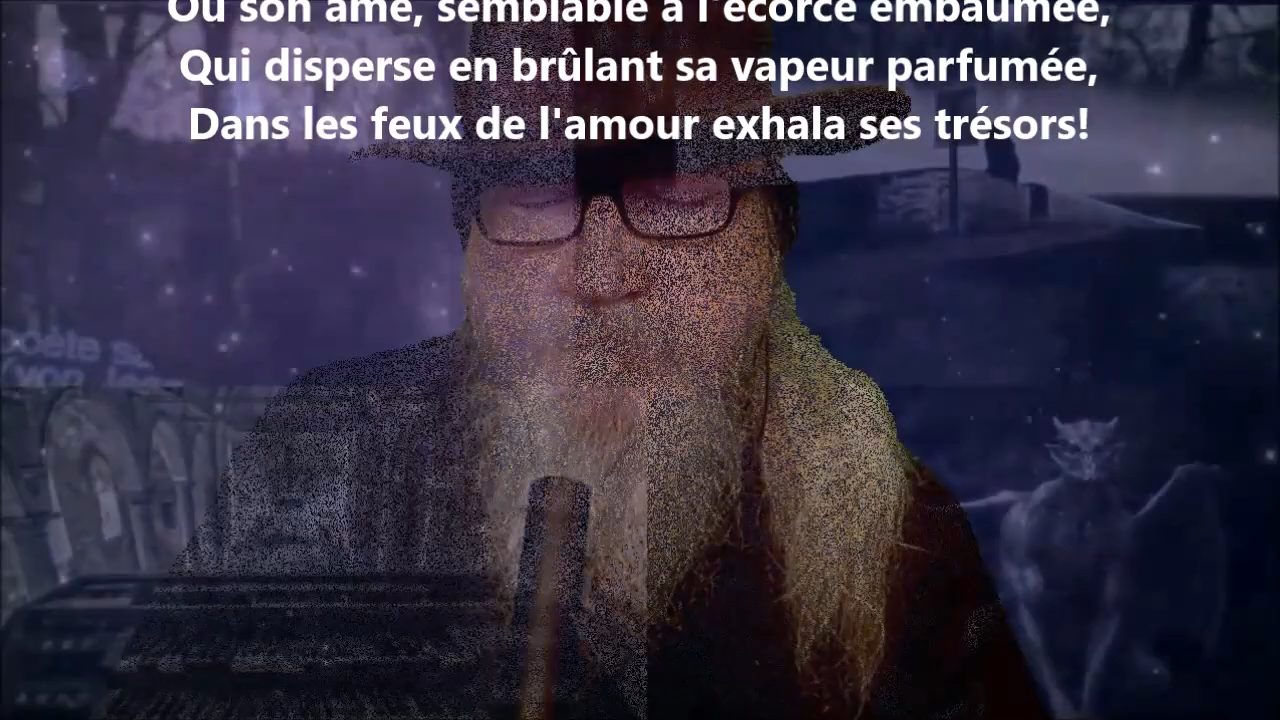 Où son âme, semblable à l'écorce embaumée,
Qui disperse en brûlant sa vapeur parfumée,
Dans les feux de l'amour exhala ses trésors!